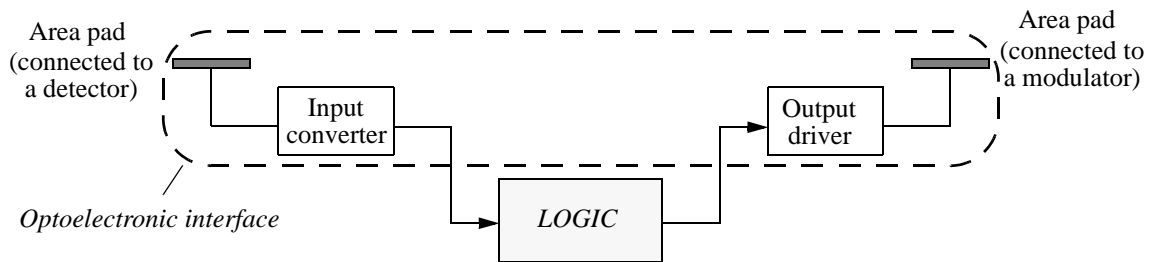 Area pad
(connected to
a detector)
Input
converter
Output
driver
Area pad
(connected to
a modulator)
Optoelectronic interface
LOGIC